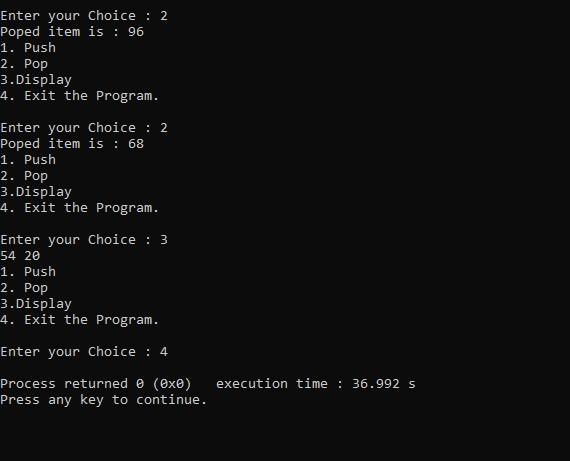 Enter your Choice : 2
Poped item is : 96
1. Push
2. Pop
3.Display
4. Exit the Program.
Enter your Choice : 2
Poped item is : 68
1. Push
2. Pop
3.Display
4. Exit the Program.
Enter your Choice : 3
54 20
1. Push
2. Pop
3.Display
4. Exit the Program.
Enter your Choice : 4
Process returned 0 (0x0)   execution time : 36.992 s
Press any key to continue.